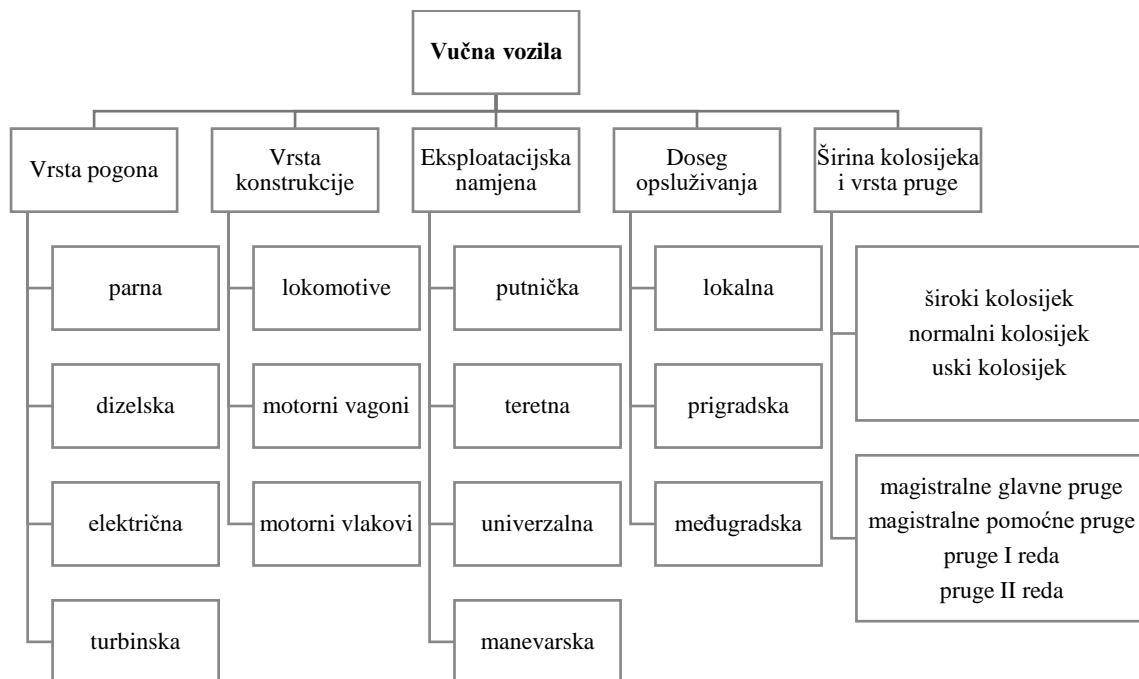 Vučna vozila
Vrsta pogona
Vrsta
konstrukcije
Eksploatacijska
namjena
Doseg
opsluživanja
Širina kolosijeka
i vrsta pruge
parna
dizelska
električna
turbinska
lokomotive
motorni vagoni
motorni vlakovi
putnička
teretna
univerzalna
manevarska
lokalna
prigradska
međugradska
široki kolosijek
normalni kolosijek
uski kolosijek
magistralne glavne pruge
magistralne pomoćne pruge
pruge I reda
pruge II reda